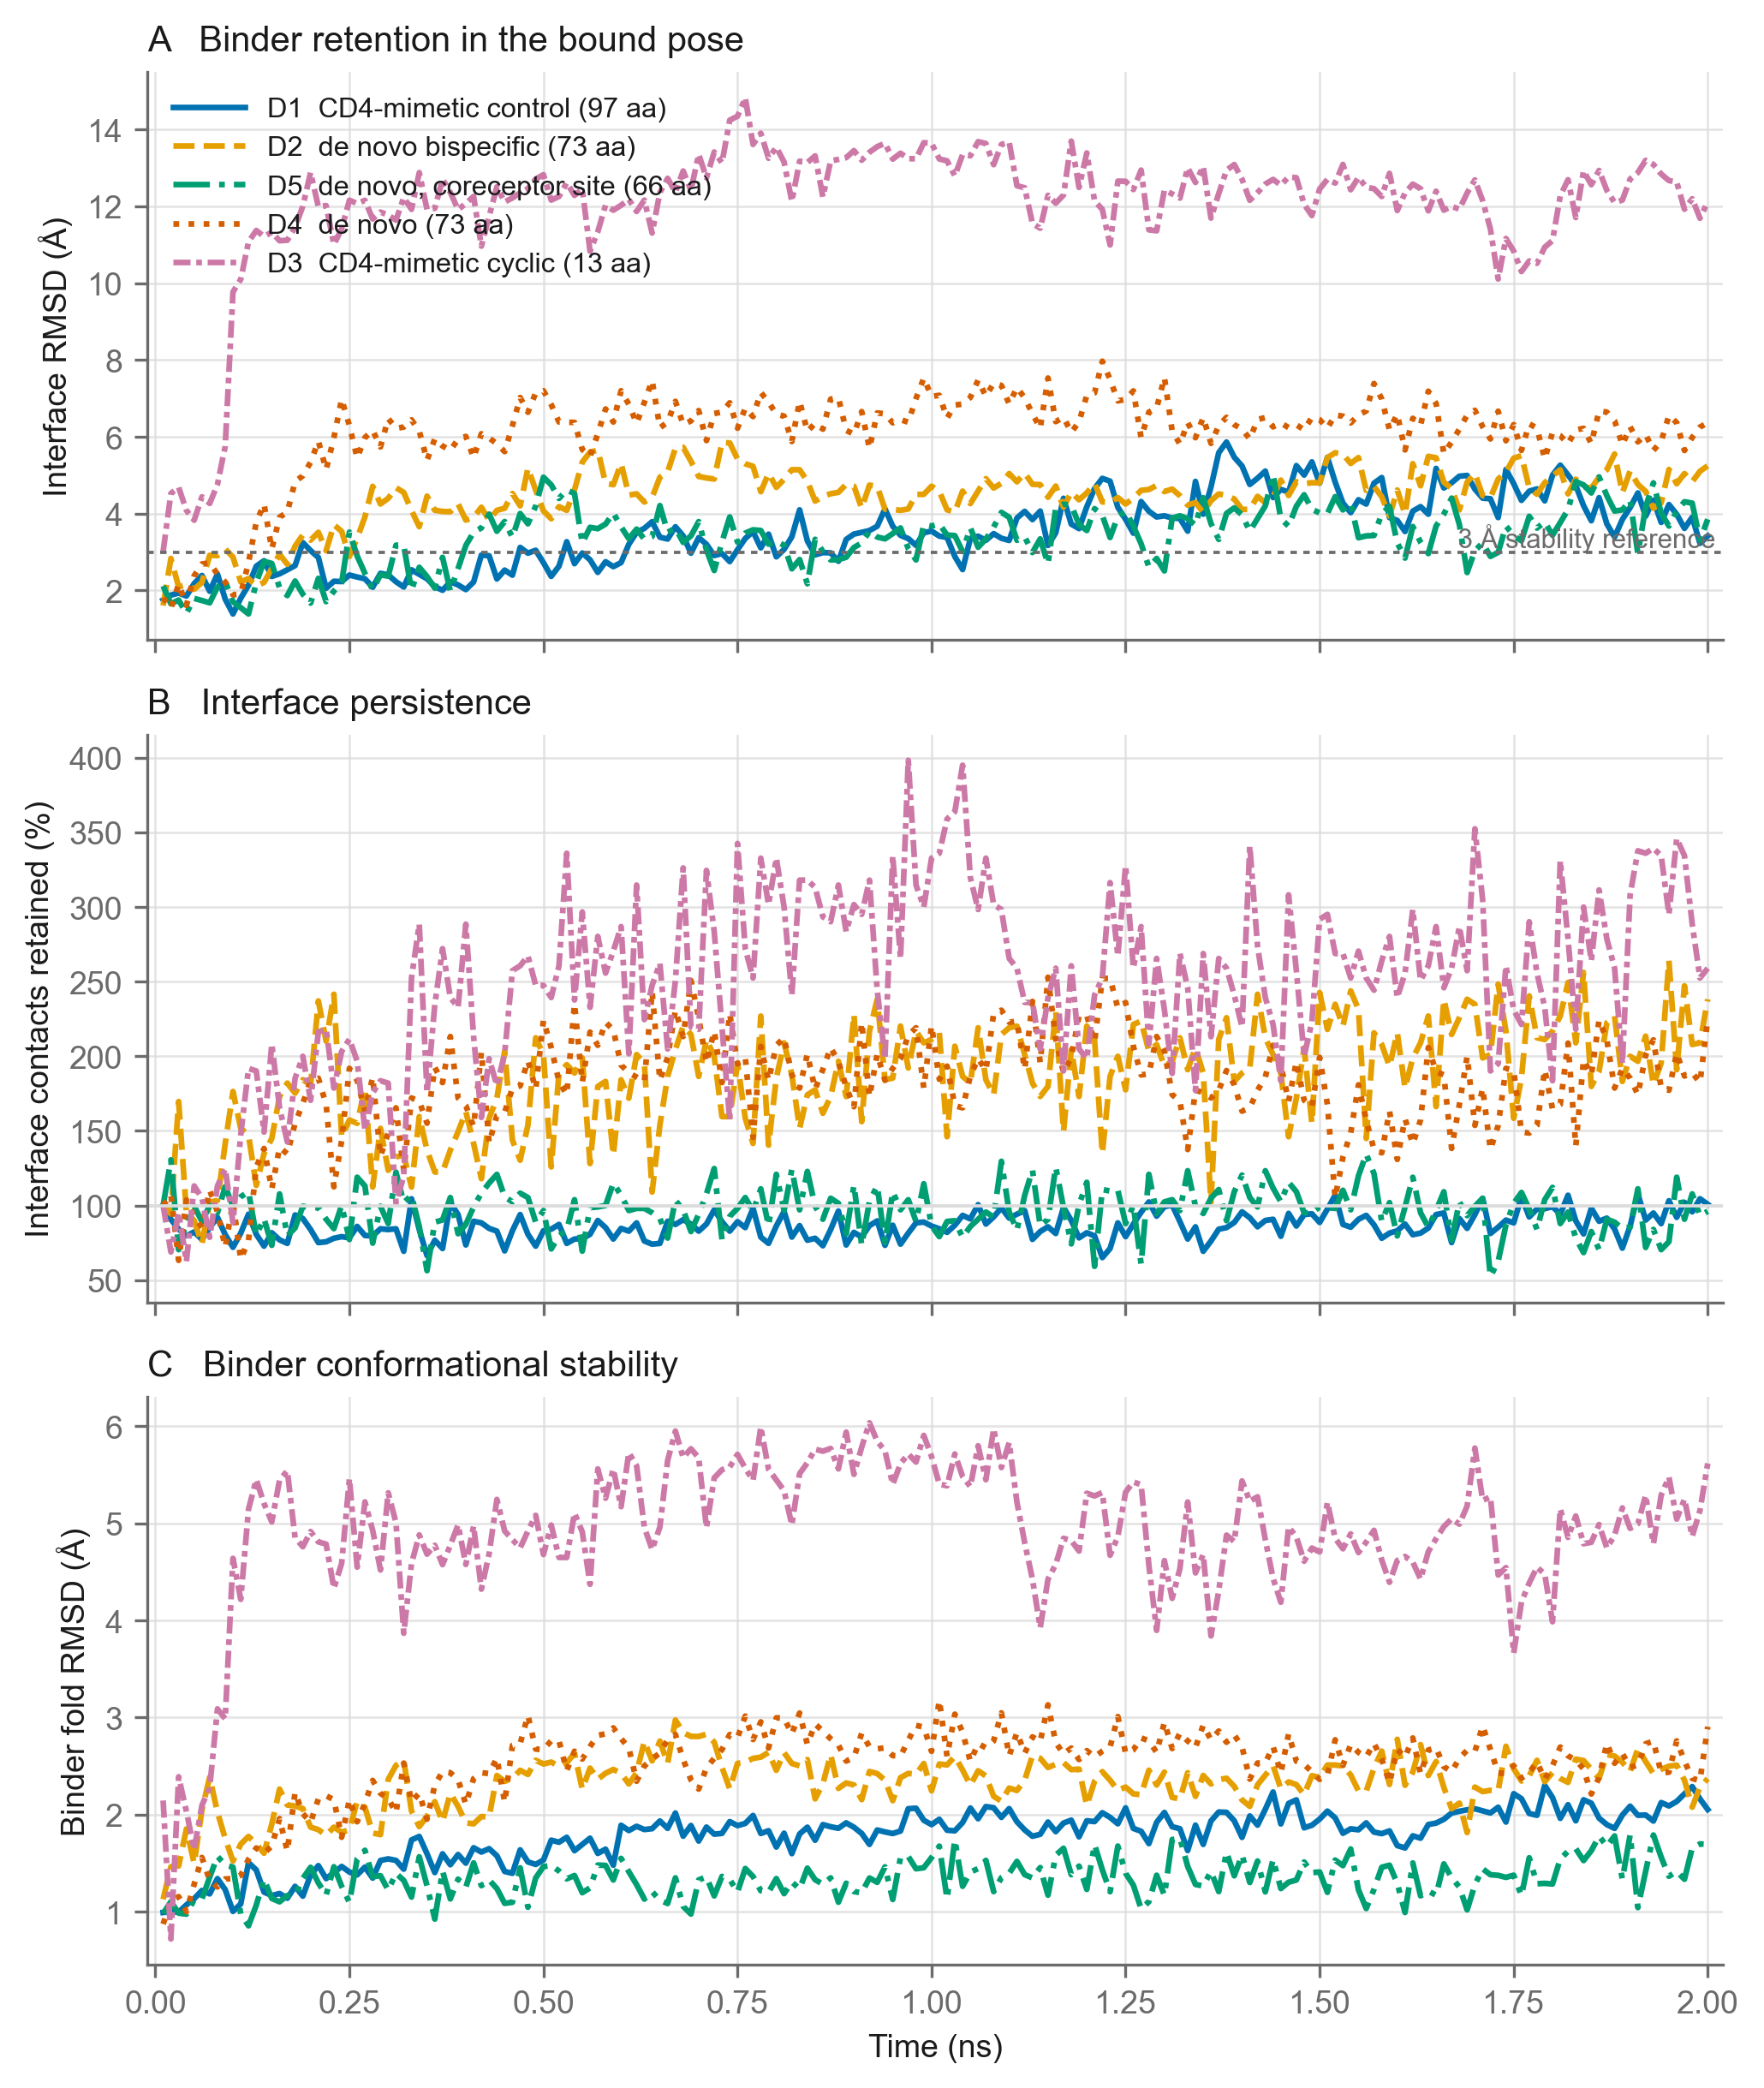 A Binder retention in the bound pose
D1 CD4-mimetic control (97 aa)
D2 de novo bispecific (73 aa)
D5 de novo, coreceptor site (66 aa)
D4 de novo (73 aa)
D3 CD4-mimetic cyclic (13 aa)
14
12
10
8
6
4
2
Interface RMSD (Å)
3 Å stability reference
B Interface persistence
400
350
300
250
200
150
100
50
Interface contacts retained (%)
C Binder conformational stability
6
5
4
3
2
1
Binder fold RMSD (Å)
0.00 0.25 0.50 0.75 1.00 1.25 1.50 1.75 2.00
Time (ns)